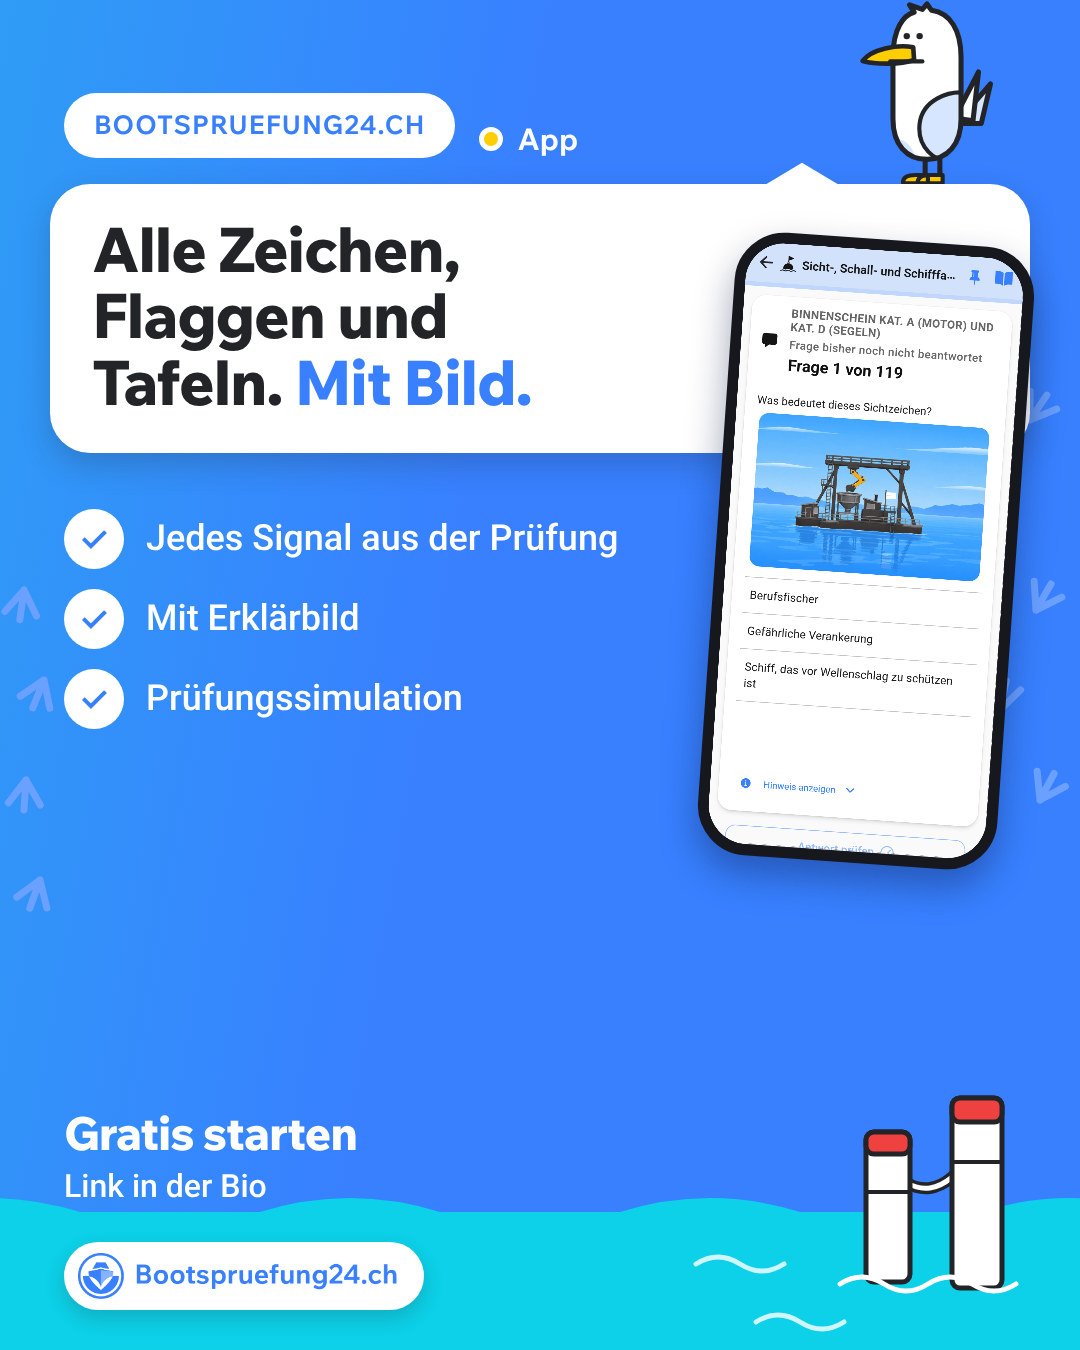 BOOTSPRUEFUNG24.CH
App
Alle Zeichen,
Flaggen und
Tafeln. Mit Bild.
Sicht-, Schall- und Schifffa...
BINNENSCHEIN KAT. A (MOTOR) UND
KAT. D (SEGELN)
Frage bisher noch nicht beantwortet
Frage 1 von 119
Was bedeutet dieses Sichtzeichen?
Berufsfischer
Gefährliche Verankerung
Schiff, das vor Wellenschlag zu schützen
ist
Hinweis anzeigen
Antwort prüfen
Jedes Signal aus der Prüfung
Mit Erklärbild
Prüfungssimulation
Gratis starten
Link in der Bio
Bootspruefung24.ch